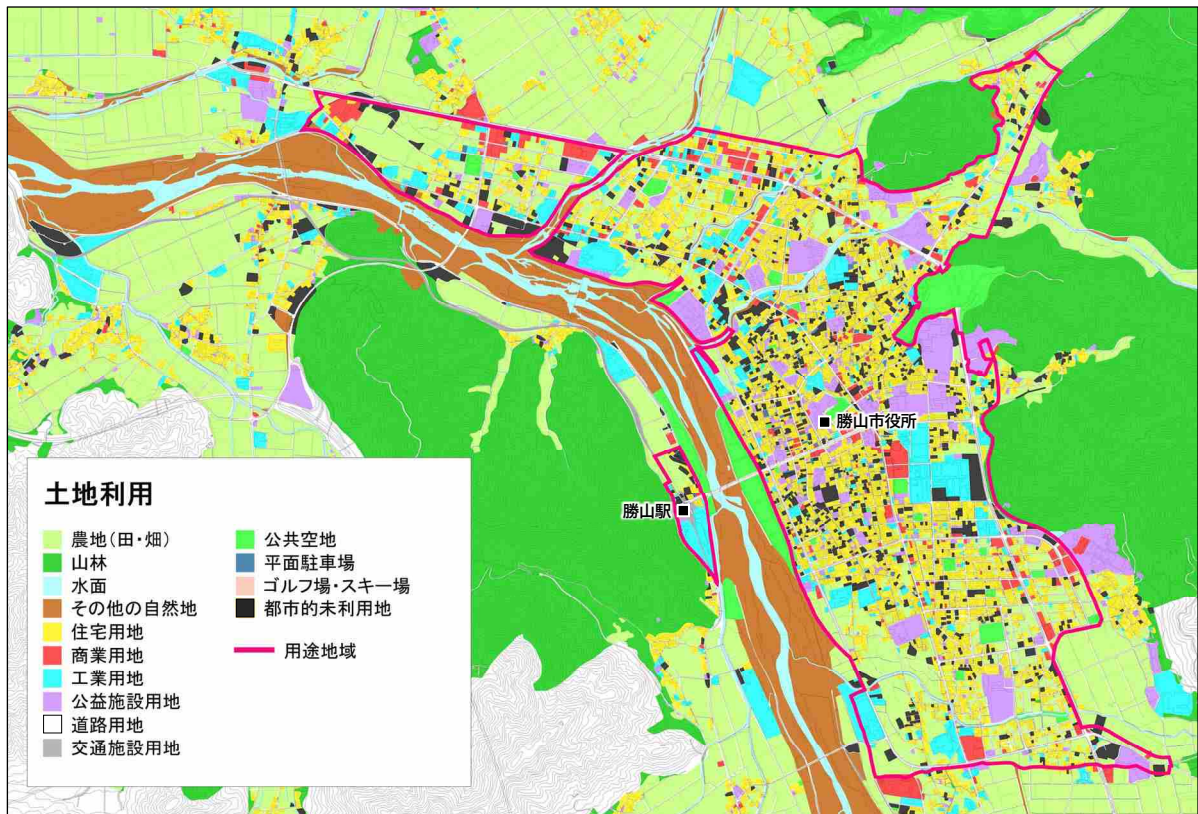 勝山市役所
勝山駅
土地利用
農地(田・畑)
山林
水面
その他の自然地
住宅用地
商業用地
工業用地
公益施設用地
道路用地
交通施設用地
公共空地
平面駐車場
ゴルフ場・スキー場
都市的未利用地
用途地域